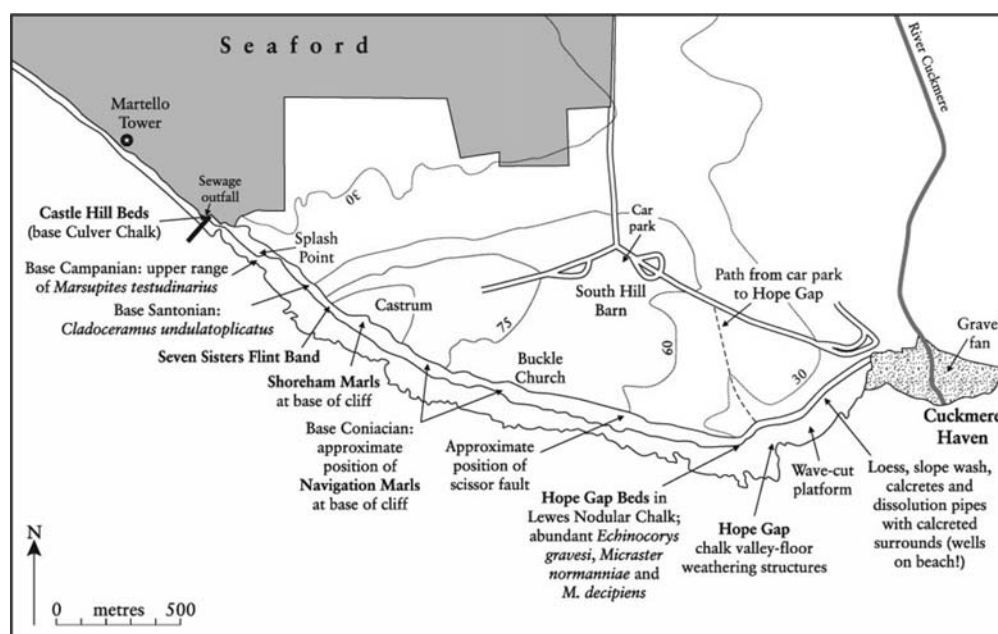 Seaford
Martello
Tower
Sewage
outfall
Castle Hill Beds
(base Culver Chalk)
Splash
Point
Base Campanian: upper range
of Marsupites testudinarius
Base Santonian:
Cladoceramus undulatoplicatus
Castrum
Seven Sisters Flint Band
Shoreham Marls
at base of cliff
Buckle
Church
Base Coniacian:
approximate
position of
Navigation Marls
at base of cliff
Approximate
position of
scissor fault
Hope Gap Beds in
Lewes Nodular Chalk;
abundant Echinocorys
gravesi, Micraster
normanniae and
M. decipiens
Hope Gap
chalk valley-floor
weathering structures
Wave-cut
platform
Loess, slope wash,
calcretes and
dissolution pipes
with calcreted
surrounds (wells
on beach!)
Cuckmere
Haven
Gravel
fan
River Cuckmere
Car
park
South Hill
Barn
Path from car park
to Hope Gap
30
75
60
30
N
0 metres 500